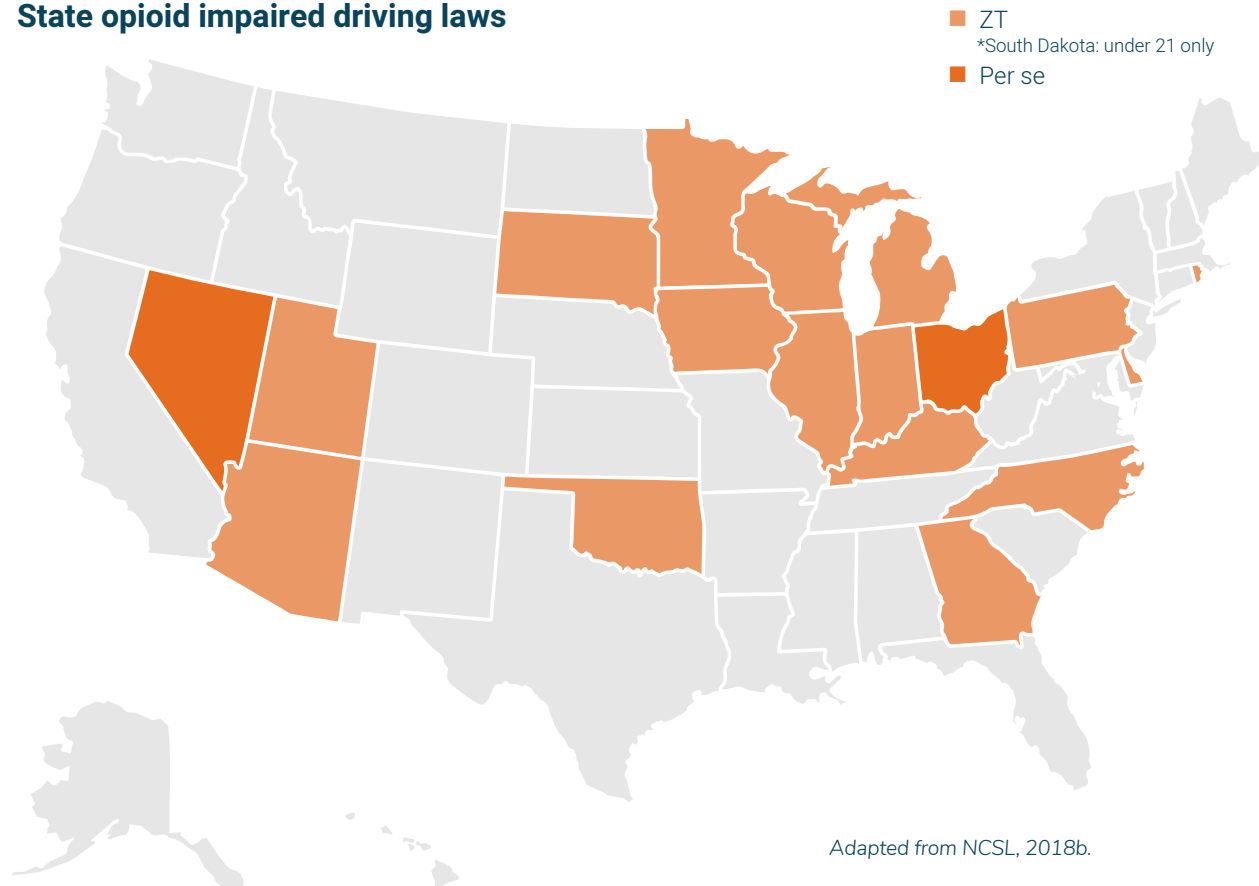 State opioid impaired driving laws
ZT
*South Dakota: under 21 only
Per se
Adapted from NCSL, 2018b.